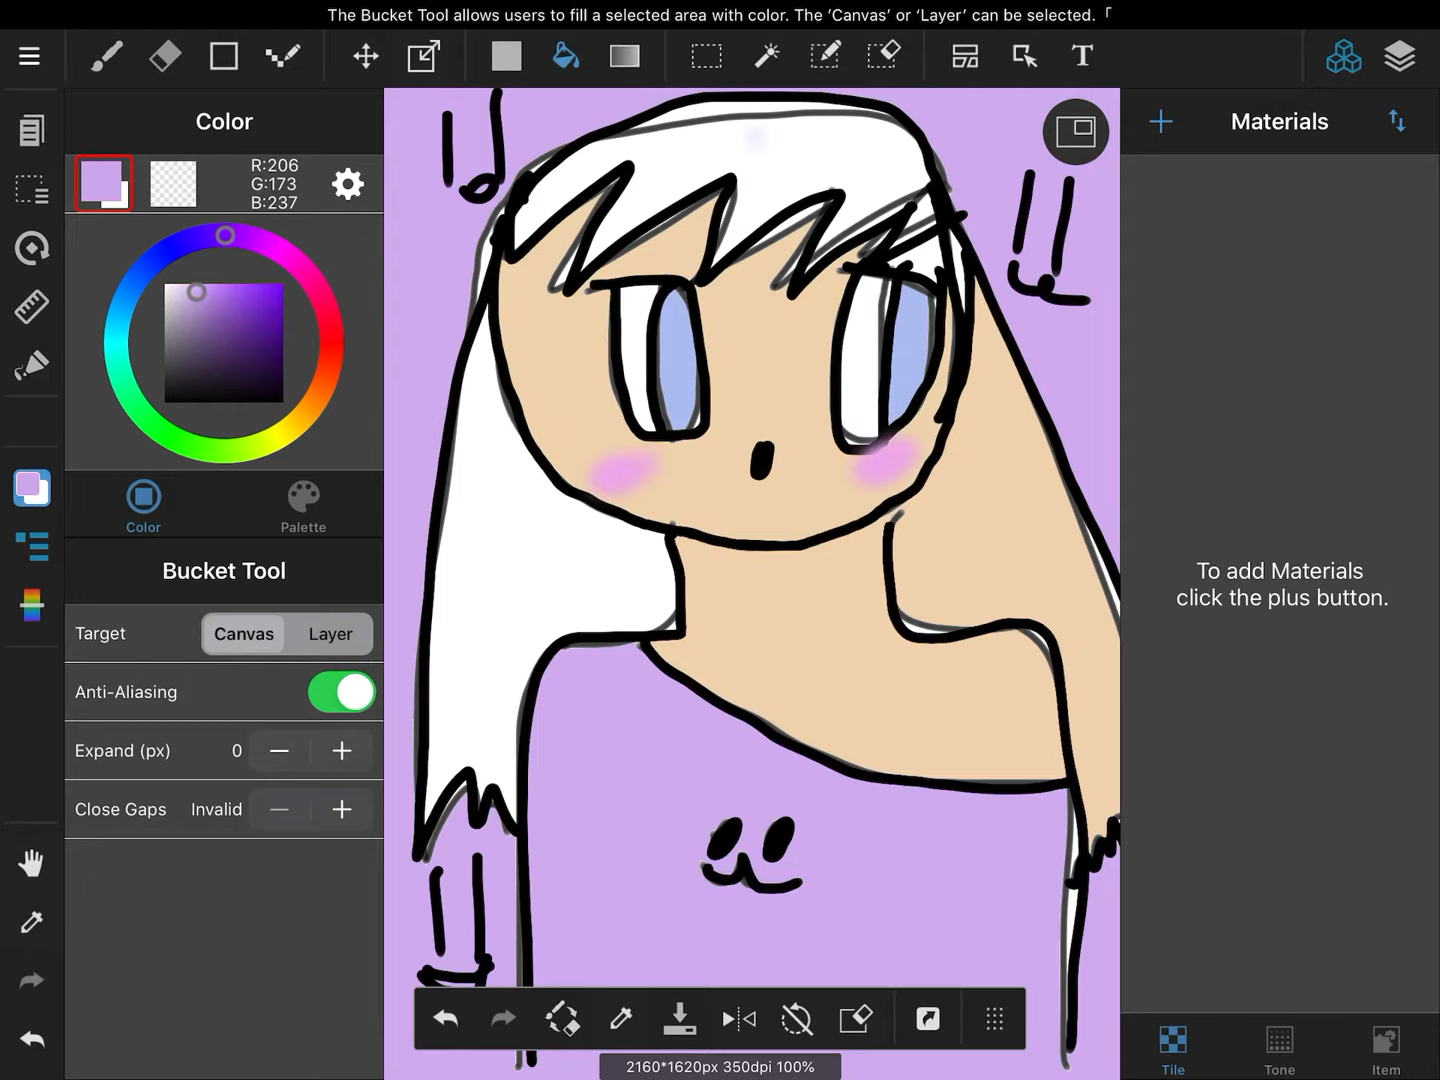 The Bucket Tool allows users to fill a selected area with color. The ‘Canvas’ or ‘Layer’ can be selected.「
T
Color
R:206
G:173
B:237
Color Palette
Bucket Tool
Target Canvas Layer
Anti-Aliasing
Expand (px) 0 — +
Close Gaps Invalid — +
Materials
To add Materials
click the plus button.
Tile Tone Item
2160*1620px 350dpi 100%